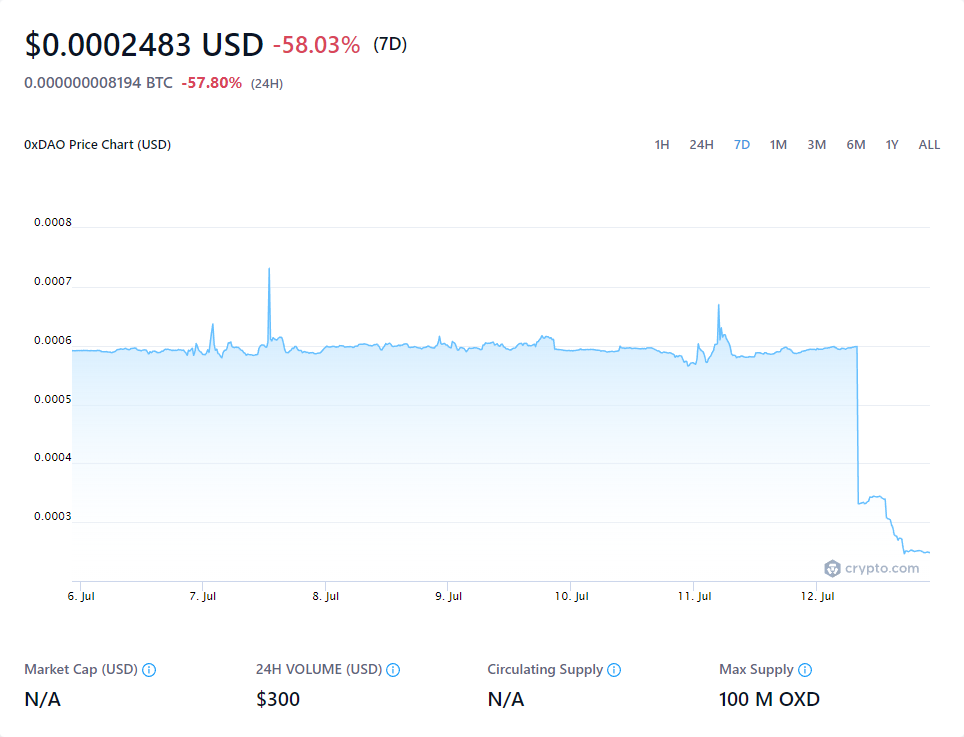 $0.0002483 USD -58.03% (7D)
0.000000008194 BTC -57.80% (24H)
0xDAO Price Chart (USD)
1H 24H 7D 1M 3M 6M 1Y ALL
0.0008
0.0007
0.0006
0.0005
0.0004
0.0003
crypto.com
6. Jul 7. Jul 8. Jul 9. Jul 10. Jul 11. Jul 12. Jul
Market Cap (USD) 24H VOLUME (USD) Circulating Supply Max Supply
N/A $300 N/A 100 M OXD